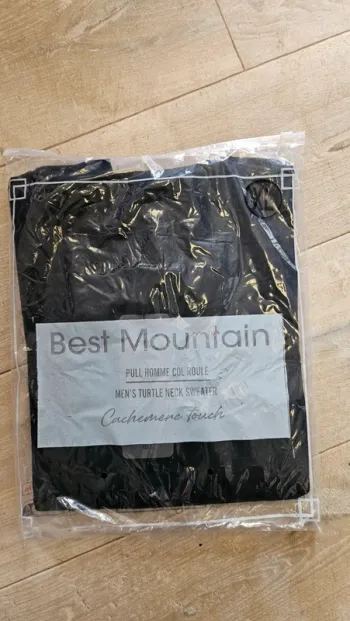 Best Mountain
PULL HOMME COL ROULE
MEN'S TURTLE NECK SWEATER
Cachemere touch